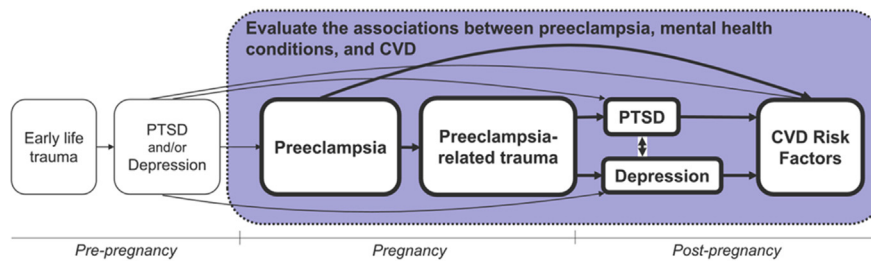 Evaluate the associations between preeclampsia, mental health
conditions, and CVD
Early life
trauma
PTSD
and/or
Depression
Preeclampsia
Preeclampsia-
related trauma
PTSD
Depression
CVD Risk
Factors
Pre-pregnancy
Pregnancy
Post-pregnancy